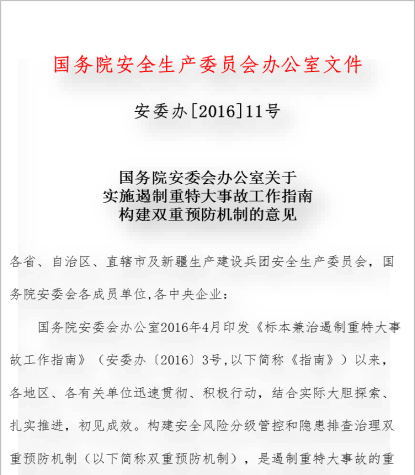 国务院安全生产委员会办公室文件
安委办[2016]11号
国务院安委会办公室关于
实施遏制重特大事故工作指南
构建双重预防机制的意见
各省、自治区、直辖市及新疆生产建设兵团安全生产委员会，国
务院安委会各成员单位,各中央企业：
国务院安委会办公室2016年4月印发《标本兼治遏制重特大事
故工作指南》（安委办〔2016〕3号,以下简称《指南》）以来，
各地区、各有关单位迅速贯彻、积极行动，结合实际大胆探索、
扎实推进，初见成效。构建安全风险分级管控和隐患排查治理双
重预防机制（以下简称双重预防机制），是遏制重特大事故的重